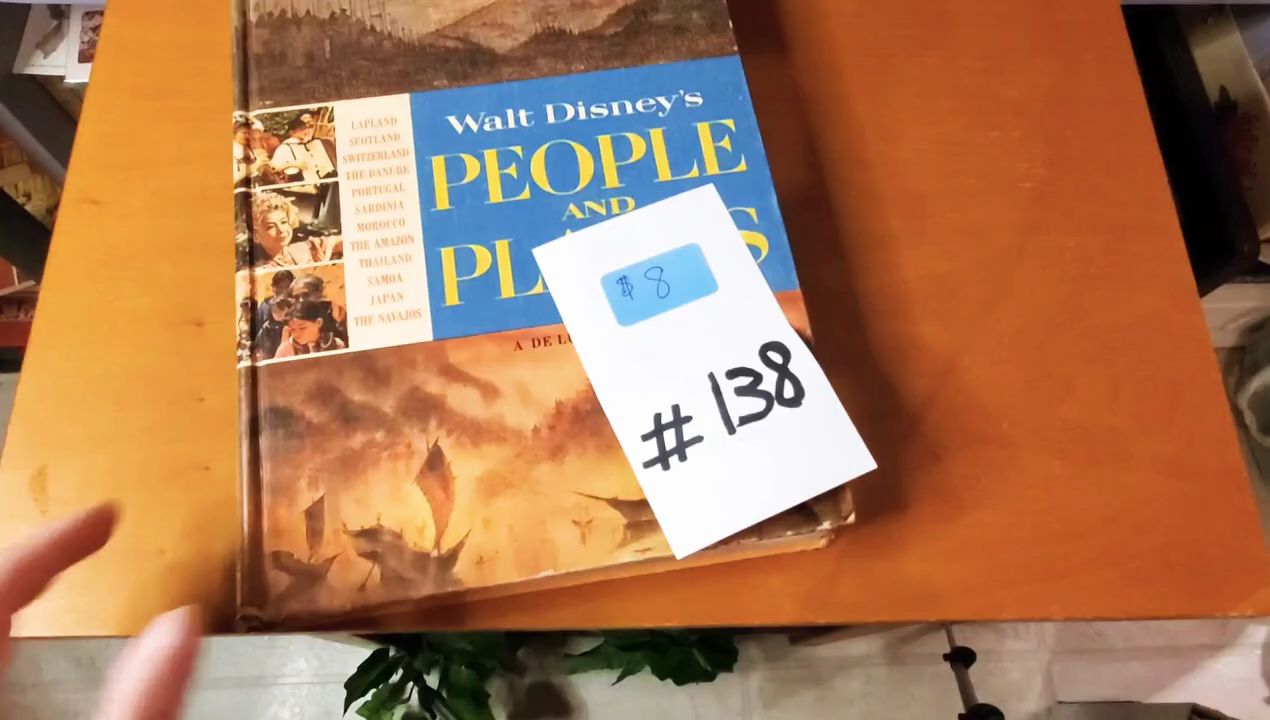 Walt Disney's
PEOPLE
AND
LAPLAND
SCOTLAND
SWITZERLAND
THE DANUBE
PORTUGAL
SARDINIA
MOROCCO
THE AMAZON
THAILAND
SAMOA
JAPAN
THE NAVAJOS
A DE
$ 8
#138